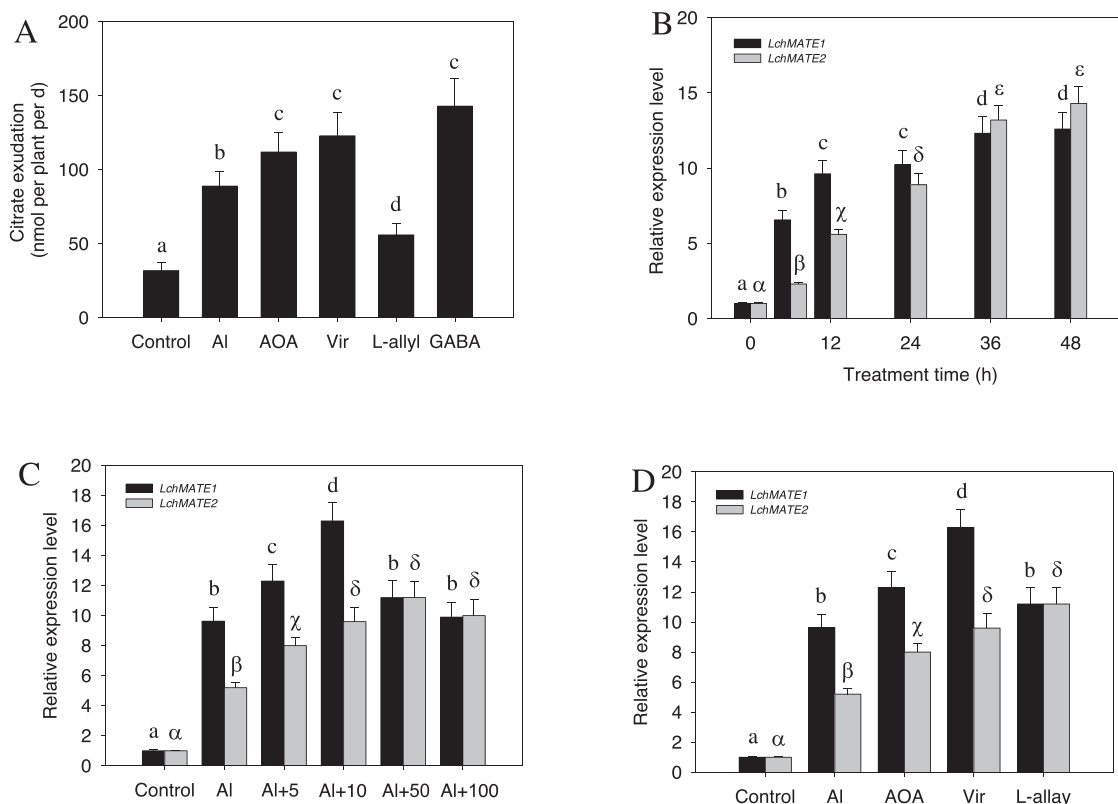 A
200
150
100
50
0
Citrate exudation
(nmol per plant per d)
a
b
c
c
d
c
Control Al AOA Vir L-allyl GABA
B
20
15
10
5
0
Relative expression level
LchMATE1
LchMATE2
a α
b
β
c
χ
c
δ
d
ε
d
ε
0 12 24 36 48
Treatment time (h)
C
20
18
16
14
12
10
8
6
4
2
0
Relative expression level
LchMATE1
LchMATE2
a α
b
β
c
χ
d
δ
b δ
b δ
Control Al Al+5 Al+10 Al+50 Al+100
D
20
18
16
14
12
10
8
6
4
2
0
Relative expression level
LchMATE1
LchMATE2
a α
b
β
c
χ
d
δ
b δ
Control Al AOA Vir L-allay